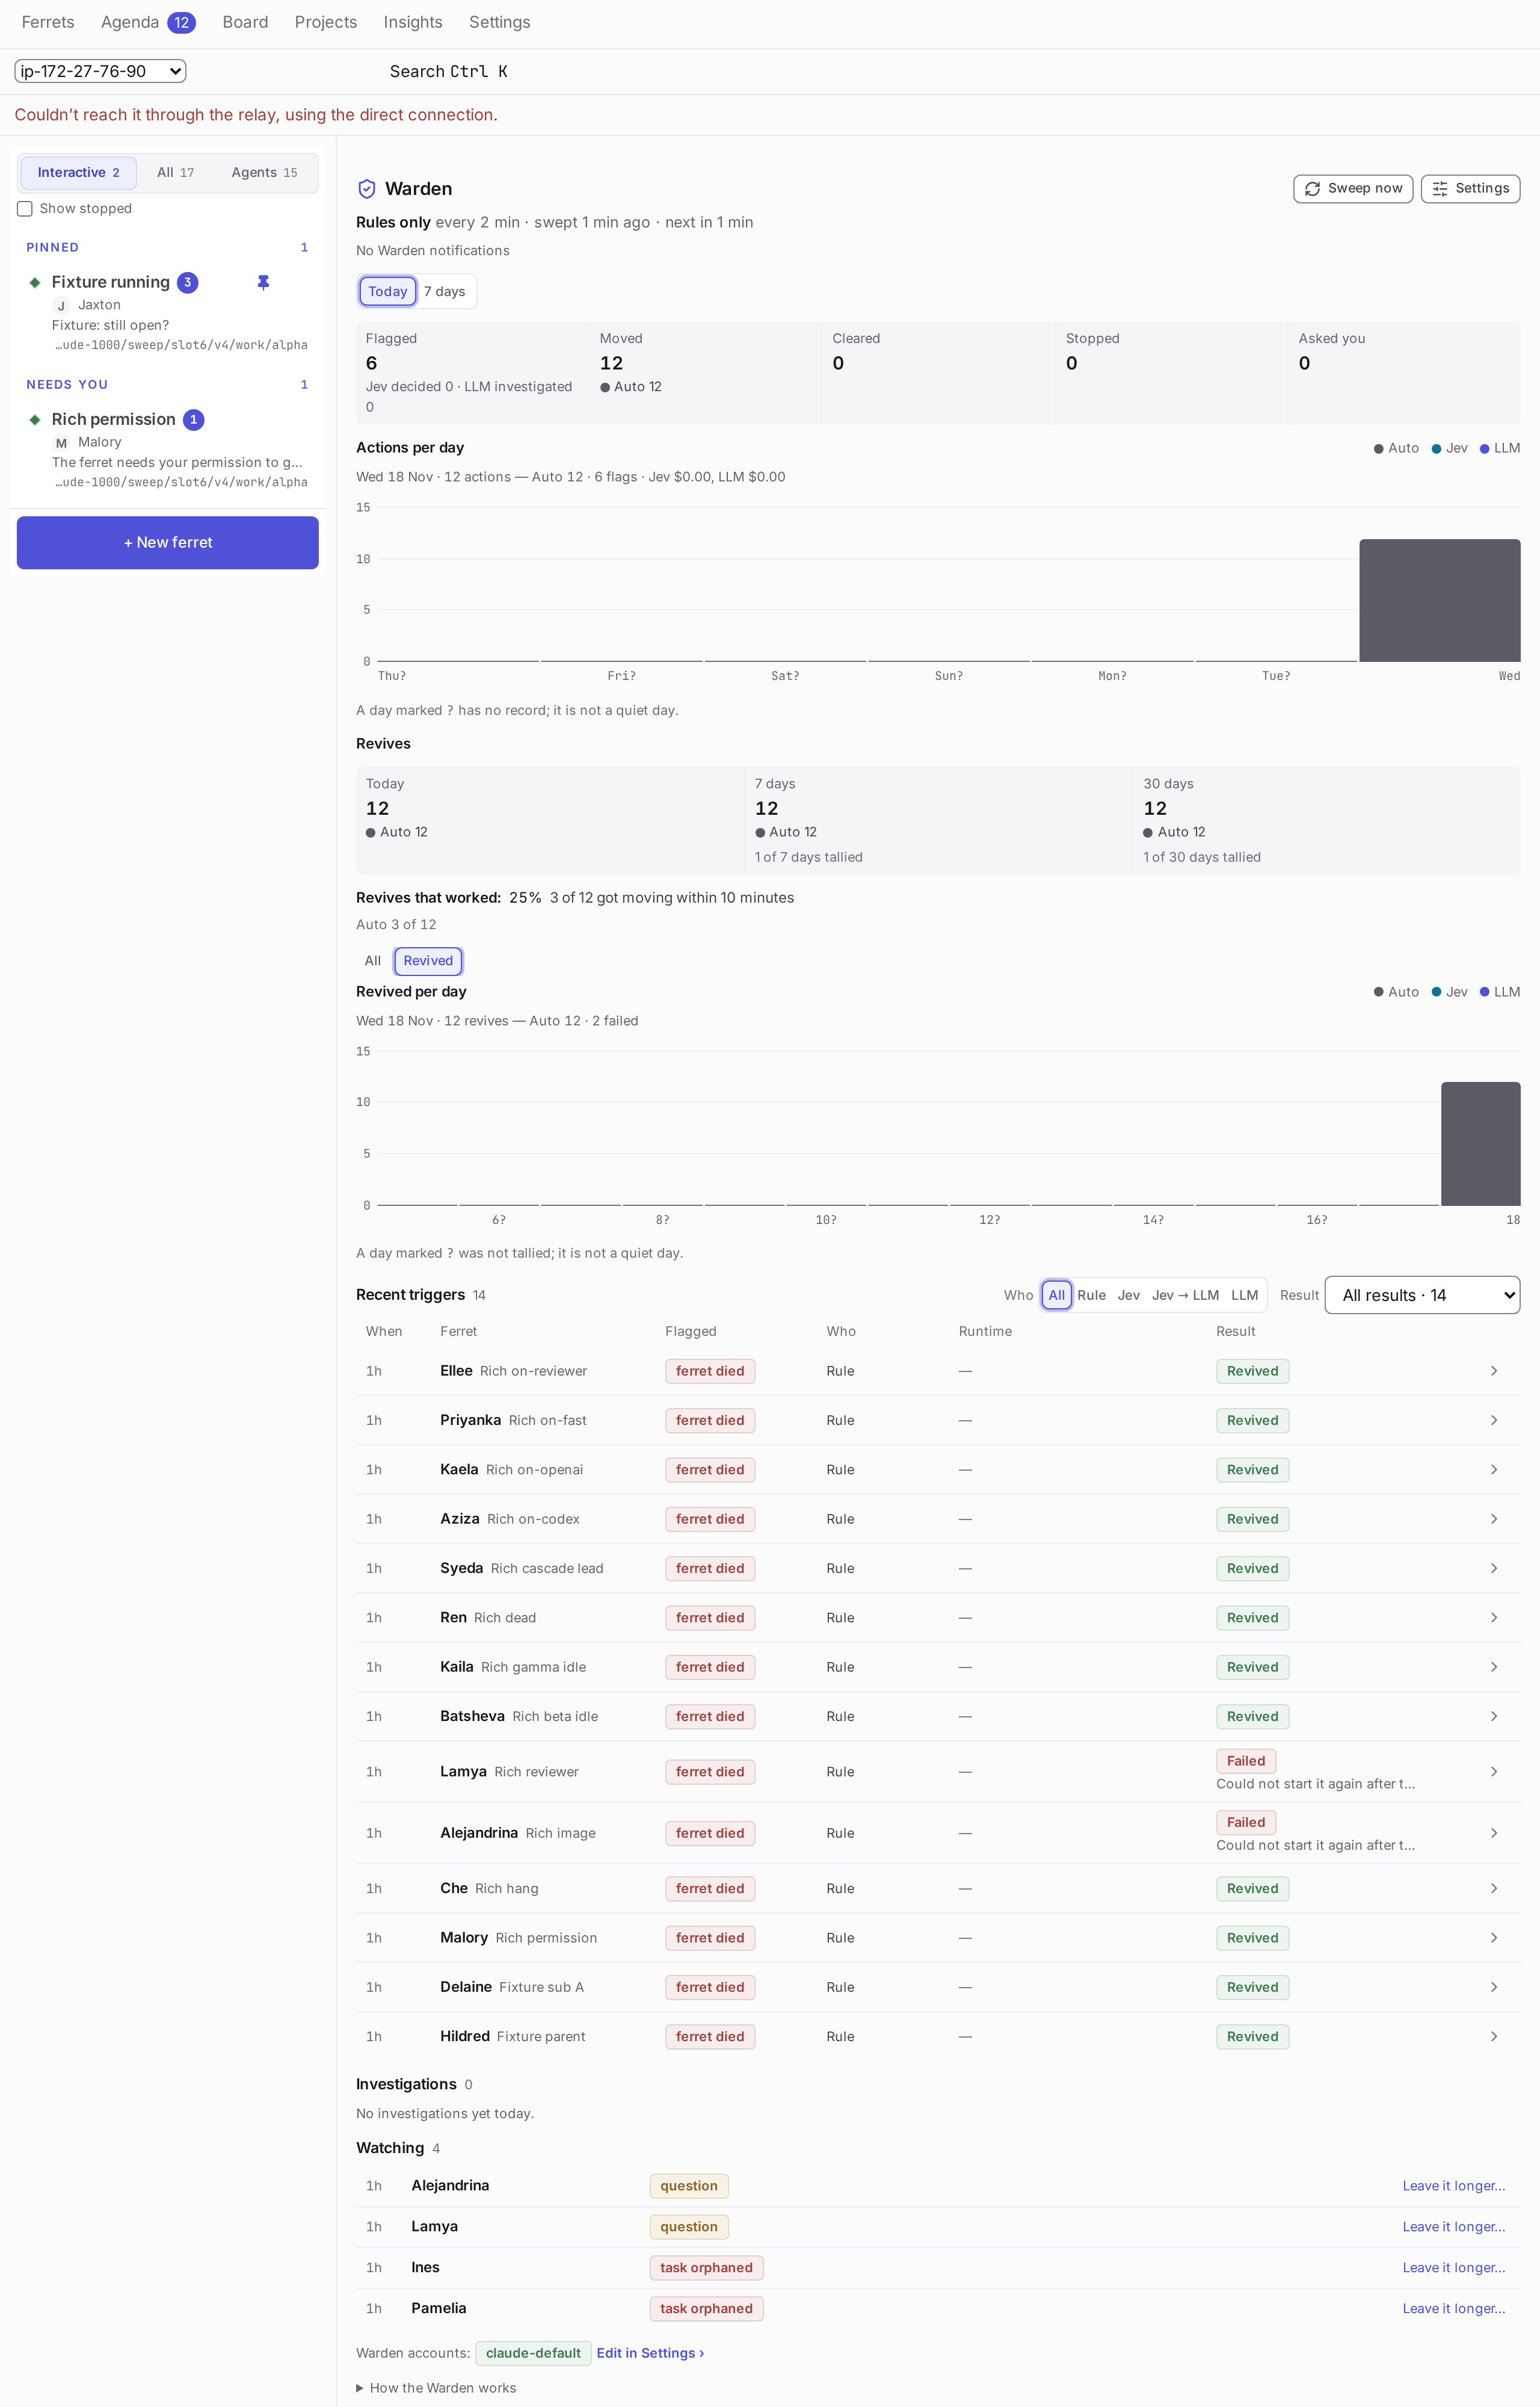 Ferrets Agenda 12 Board Projects Insights Settings
ip-172-27-76-90 Search Ctrl K
Couldn’t reach it through the relay, using the direct connection.
Interactive 2 All 17 Agents 15
Show stopped
PINNED 1
Fixture running 3
J Jaxton
Fixture: still open?
…ude-1000/sweep/slot6/v4/work/alpha
NEEDS YOU 1
Rich permission 1
M Malory
The ferret needs your permission to g…
…ude-1000/sweep/slot6/v4/work/alpha
+ New ferret
Warden Sweep now Settings
Rules only every 2 min · swept 1 min ago · next in 1 min
No Warden notifications
Today 7 days
Flagged Moved Cleared Stopped Asked you
6 12 0 0 0
Jev decided 0 · LLM investigated Auto 12
0
Actions per day Auto Jev LLM
Wed 18 Nov · 12 actions — Auto 12 · 6 flags · Jev $0.00, LLM $0.00
15
10
5
0
Thu? Fri? Sat? Sun? Mon? Tue? Wed
A day marked ? has no record; it is not a quiet day.
Revives
Today 7 days 30 days
12 12 12
Auto 12 Auto 12 Auto 12
1 of 7 days tallied 1 of 30 days tallied
Revives that worked: 25% 3 of 12 got moving within 10 minutes
Auto 3 of 12
All Revived
Revived per day Auto Jev LLM
Wed 18 Nov · 12 revives — Auto 12 · 2 failed
15
10
5
0
6? 8? 10? 12? 14? 16? 18
A day marked ? was not tallied; it is not a quiet day.
Recent triggers 14 Who All Rule Jev Jev → LLM LLM Result All results · 14
When Ferret Flagged Who Runtime Result
1h Ellee Rich on-reviewer ferret died Rule — Revived
1h Priyanka Rich on-fast ferret died Rule — Revived
1h Kaela Rich on-openai ferret died Rule — Revived
1h Aziza Rich on-codex ferret died Rule — Revived
1h Syeda Rich cascade lead ferret died Rule — Revived
1h Ren Rich dead ferret died Rule — Revived
1h Kaila Rich gamma idle ferret died Rule — Revived
1h Batsheva Rich beta idle ferret died Rule — Revived
1h Lamya Rich reviewer ferret died Rule — Failed
Could not start it again after t…
1h Alejandrina Rich image ferret died Rule — Failed
Could not start it again after t…
1h Che Rich hang ferret died Rule — Revived
1h Malory Rich permission ferret died Rule — Revived
1h Delaine Fixture sub A ferret died Rule — Revived
1h Hildred Fixture parent ferret died Rule — Revived
Investigations 0
No investigations yet today.
Watching 4
1h Alejandrina question Leave it longer…
1h Lamya question Leave it longer…
1h Ines task orphaned Leave it longer…
1h Pamelia task orphaned Leave it longer…
Warden accounts: claude-default Edit in Settings ›
▶ How the Warden works